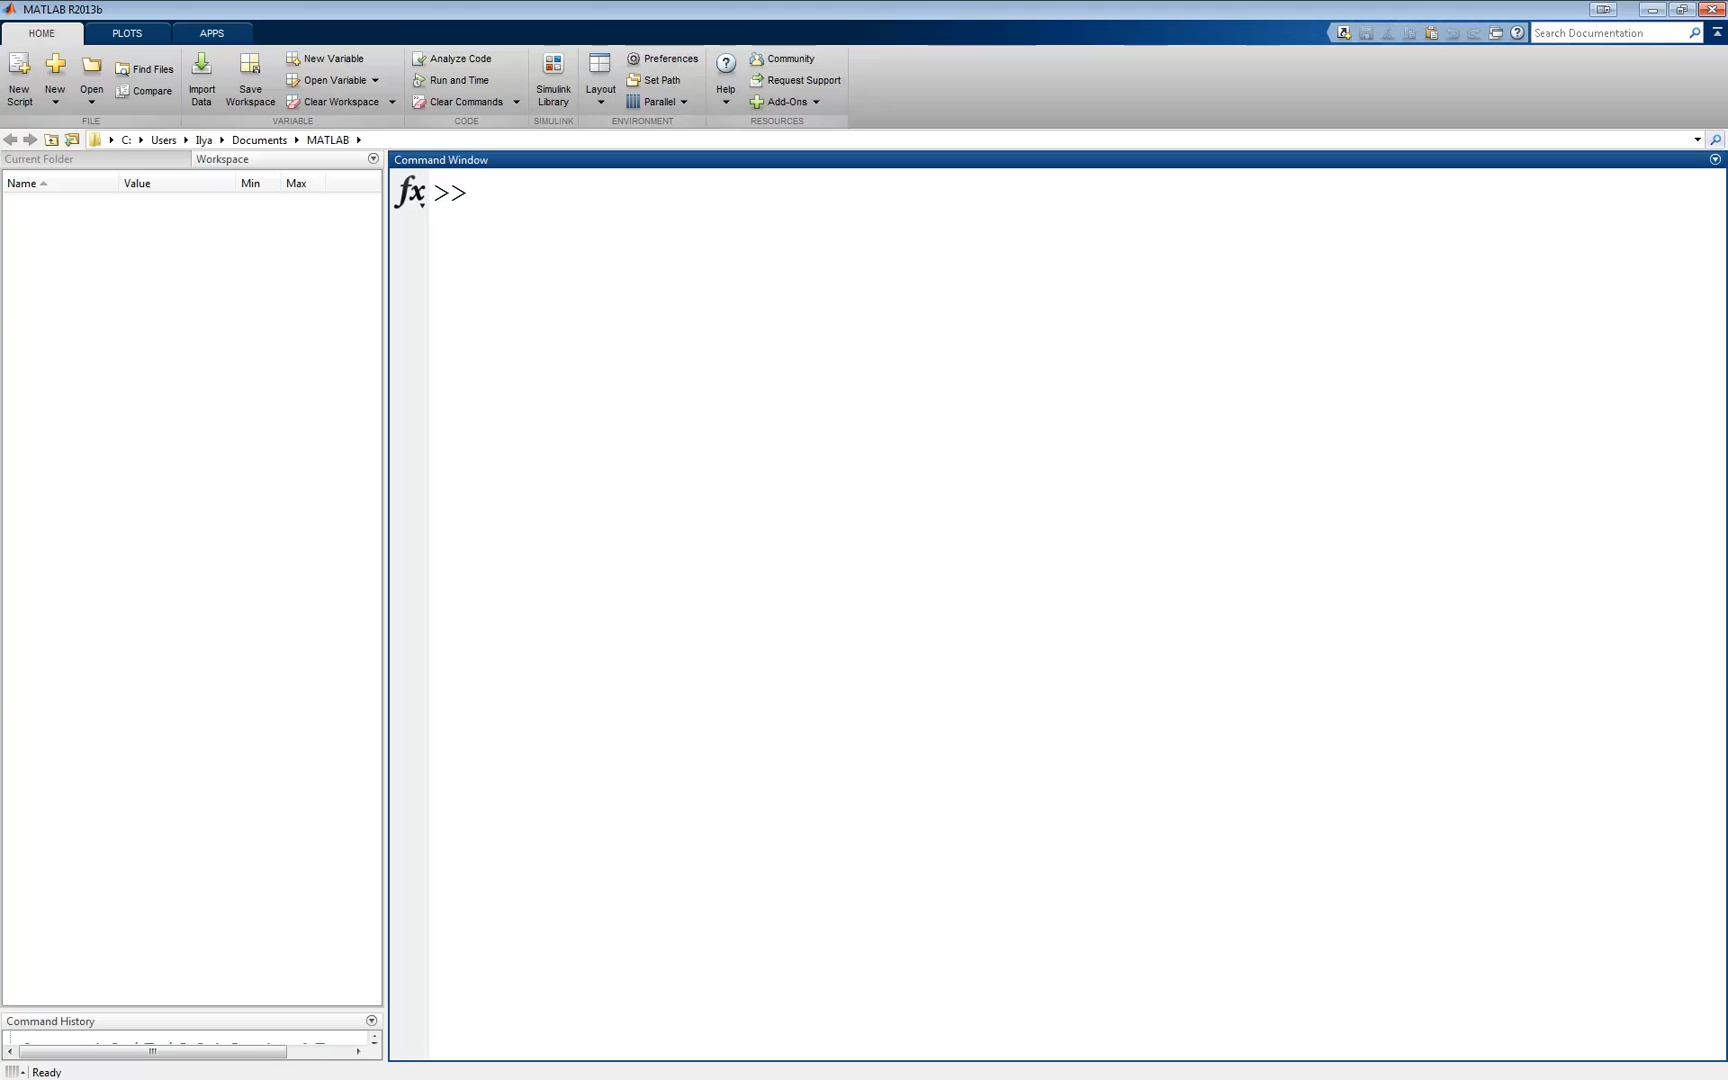 MATLAB R2013b
HOME PLOTS APPS
Search Documentation
New Script
New
Open
Find Files
Compare
FILE
Import Data
Save Workspace
New Variable
Open Variable
Clear Workspace
VARIABLE
Analyze Code
Run and Time
Clear Commands
CODE
Simulink Library
SIMULINK
Layout
Preferences
Set Path
Parallel
ENVIRONMENT
Help
Community
Request Support
Add-Ons
RESOURCES
C: Users Ilya Documents MATLAB
Current Folder Workspace
Name Value Min Max
Command Window
fx >>
Command History
Ready